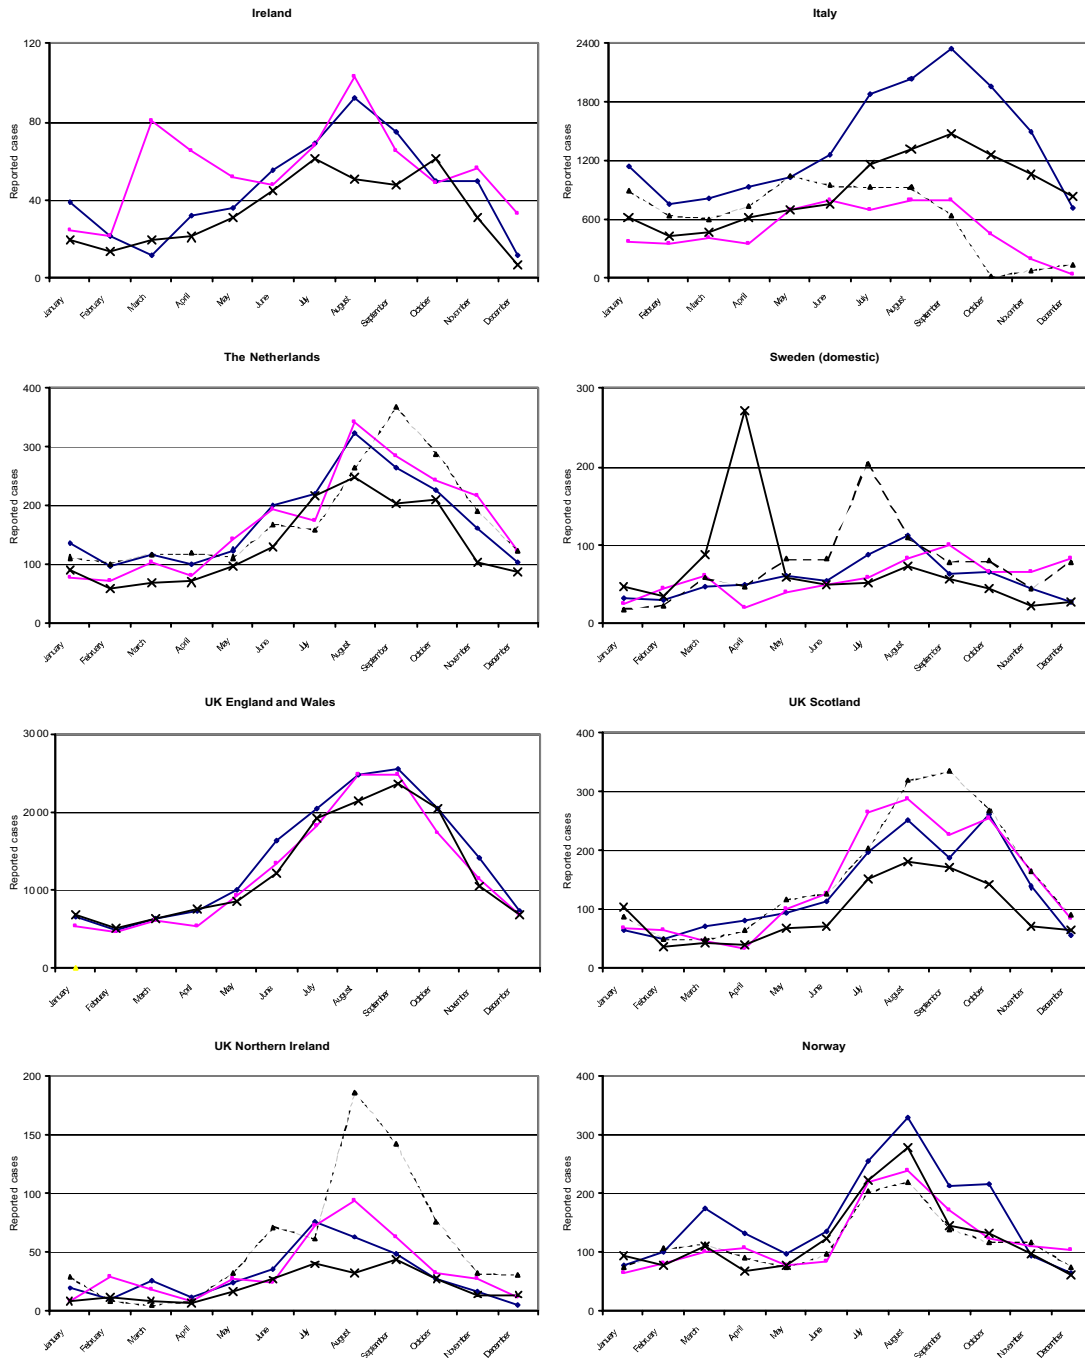 Ireland
Reported cases
120
80
40
0
January
February
March
April
May
June
July
August
September
October
November
December
Italy
Reported cases
2400
1800
1200
600
0
January
February
March
April
May
June
July
August
September
October
November
December
The Netherlands
Reported cases
400
300
200
100
0
January
February
March
April
May
June
July
August
September
October
November
December
Sweden (domestic)
Reported cases
300
200
100
0
January
February
March
April
May
June
July
August
September
October
November
December
UK England and Wales
Reported cases
3000
2000
1000
0
January
February
March
April
May
June
July
August
September
October
November
December
UK Scotland
Reported cases
400
300
200
100
0
January
February
March
April
May
June
July
August
September
October
November
December
UK Northern Ireland
Reported cases
200
150
100
50
0
January
February
March
April
May
June
July
August
September
October
November
December
Norway
Reported cases
400
300
200
100
0
January
February
March
April
May
June
July
August
September
October
November
December